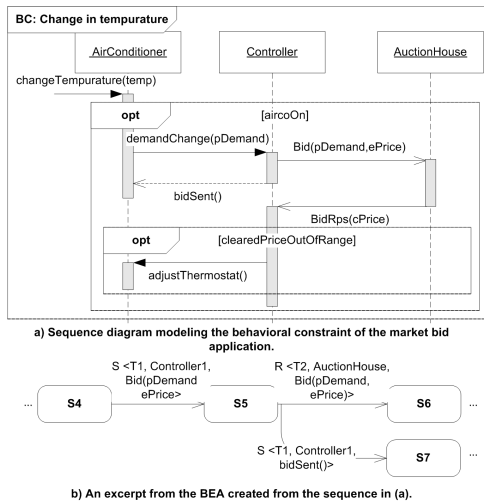 BC: Change in tempurature
AirConditioner
Controller
AuctionHouse
changeTempurature(temp)
opt
[aircoOn]
demandChange(pDemand)
Bid(pDemand,ePrice)
bidSent()
BidRps(cPrice)
opt
[clearedPriceOutOfRange]
adjustThermostat()
a) Sequence diagram modeling the behavioral constraint of the market bid
application.
S <T1, Controller1,
Bid(pDemand
ePrice>
R <T2, AuctionHouse,
Bid(pDemand,
ePrice)>
...
S4
S5
S6
...
S <T1, Controller1,
bidSent()>
S7
...
b) An excerpt from the BEA created from the sequence in (a).